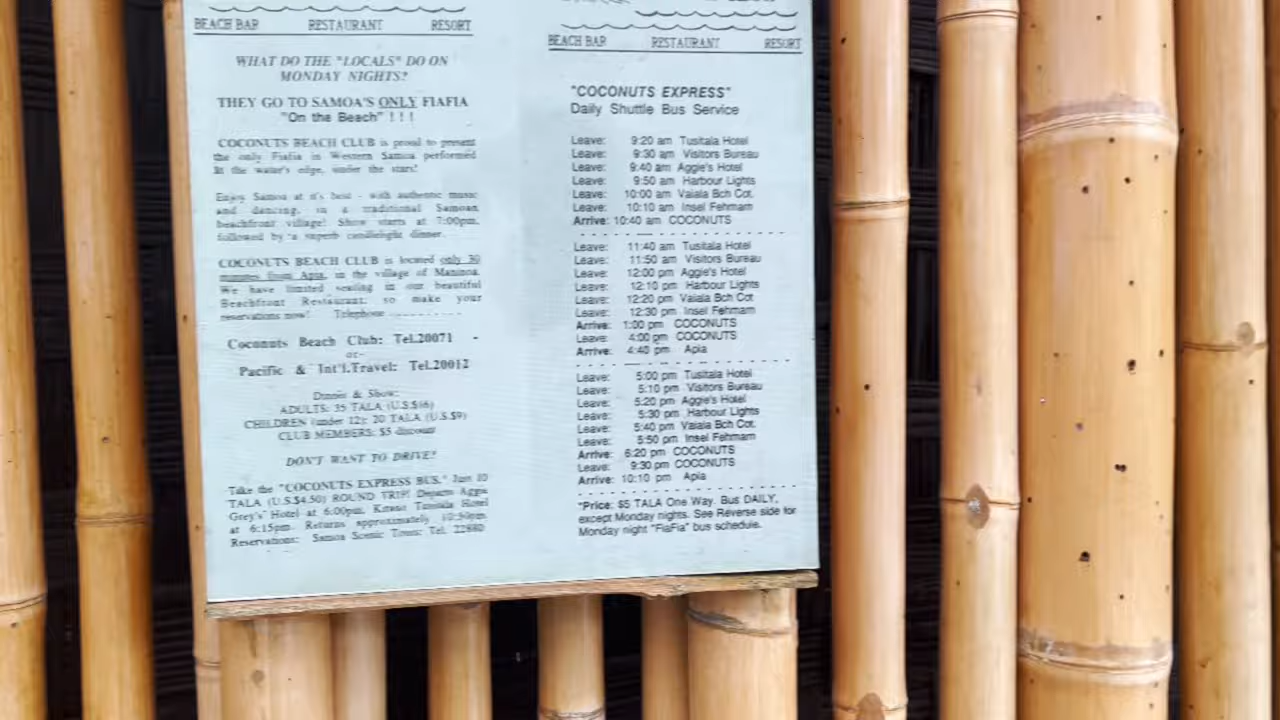 BEACH BAR RESTAURANT RESORT
WHAT DO THE "LOCALS" DO ON
MONDAY NIGHTS?
THEY GO TO SAMOA'S ONLY FIAFIA
"On the Beach" ! ! !
COCONUTS BEACH CLUB is proud to present
the only Fiafia in Western Samoa performed
at the water's edge, under the stars!
Enjoy Samoa at it's best - with authentic music
and dancing, in a traditional Samoan
beachfront village! Show starts at 7:00pm,
followed by a superb candlelight dinner.
COCONUTS BEACH CLUB is located only 30
minutes from Apia, in the village of Maninoa.
We have limited seating in our beautiful
Beachfront Restaurant: so make your
reservations now! Telephone
Coconuts Beach Club: Tel.20071 -
-or-
Pacific & Int'l.Travel: Tel.20012
Dinner & Show:
ADULTS: 35 TALA (U.S.$16)
CHILDREN (under 12): 20 TALA (U.S.$9)
CLUB MEMBERS: $5 discount
DON'T WANT TO DRIVE?
Take the "COCONUTS EXPRESS BUS." Just 10
TALA (U.S.$4.50) ROUND TRIP! Departs Aggie
Grey's' Hotel at 6:00pm, Kitano Tusitala Hotel
at 6:15pm. Returns approximately 10:30pm
Reservations: Samoa Scenic Tours: Tel. 22880
BEACH BAR RESTAURANT RESORT
"COCONUTS EXPRESS"
Daily Shuttle Bus Service
Leave: 9:20 am Tusitala Hotel
Leave: 9:30 am Visitors Bureau
Leave: 9:40 am Aggie's Hotel
Leave: 9:50 am Harbour Lights
Leave: 10:00 am Vaiala Bch Cot.
Leave: 10:10 am Insel Fehmarn
Arrive: 10:40 am COCONUTS
Leave: 11:40 am Tusitala Hotel
Leave: 11:50 am Visitors Bureau
Leave: 12:00 pm Aggie's Hotel
Leave: 12:10 pm Harbour Lights
Leave: 12:20 pm Vaiala Bch Cot
Leave: 12:30 pm Insel Fehmarn
Arrive: 1:00 pm COCONUTS
Leave: 4:00 pm COCONUTS
Arrive: 4:40 pm Apia
Leave: 5:00 pm Tusitala Hotel
Leave: 5:10 pm Visitors Bureau
Leave: 5:20 pm Aggie's Hotel
Leave: 5:30 pm Harbour Lights
Leave: 5:40 pm Vaiala Bch Cot.
Leave: 5:50 pm Insel Fehmarn
Arrive: 6:20 pm COCONUTS
Leave: 9:30 pm COCONUTS
Arrive: 10:10 pm Apia
*Price: $5 TALA One Way. Bus DAILY,
except Monday nights. See Reverse side for
Monday night "FiaFia" bus schedule.